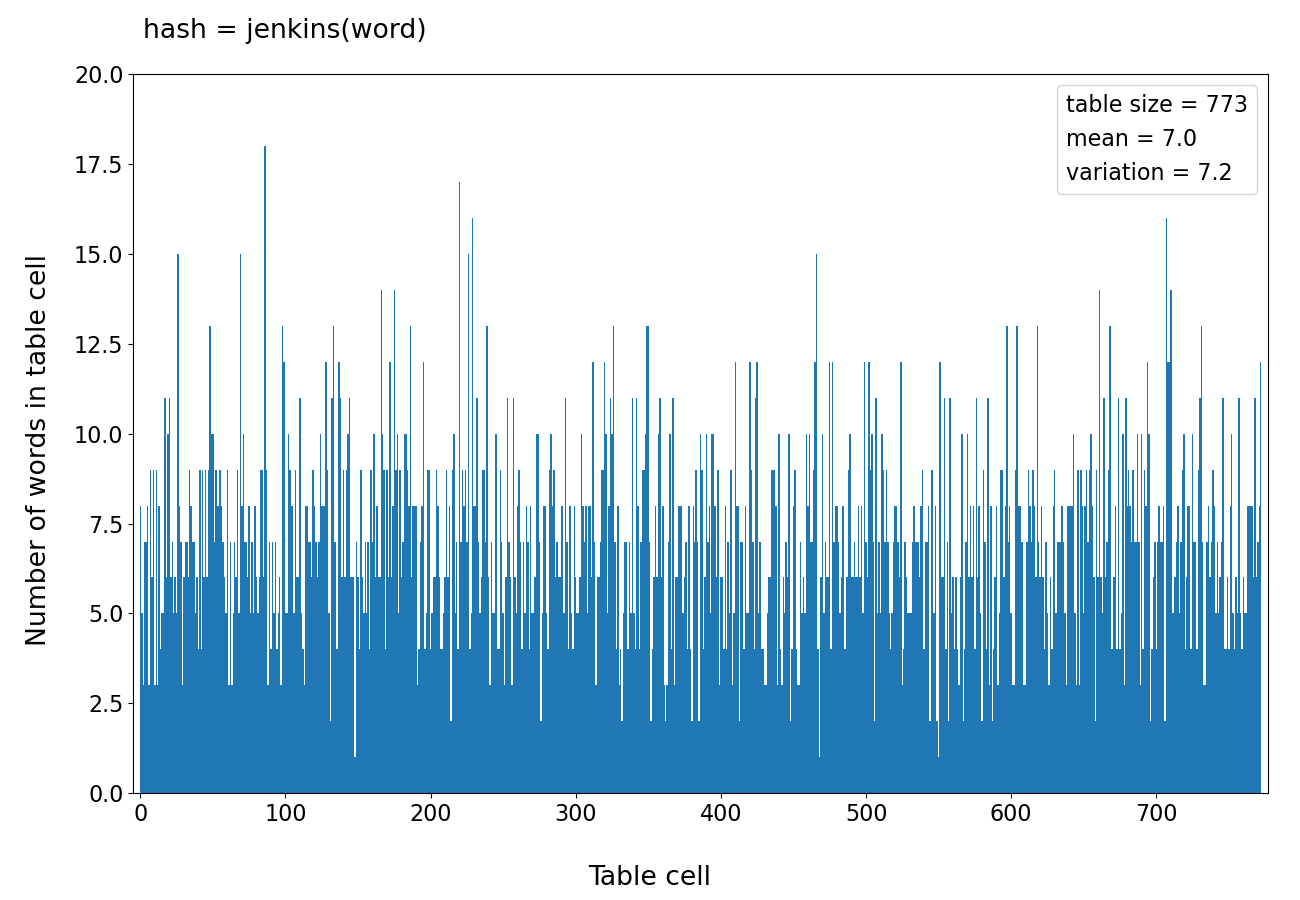 hash = jenkins(word)
table size = 773
mean = 7.0
variation = 7.2
Number of words in table cell
20.0
17.5
15.0
12.5
10.0
7.5
5.0
2.5
0.0
0 100 200 300 400 500 600 700
Table cell